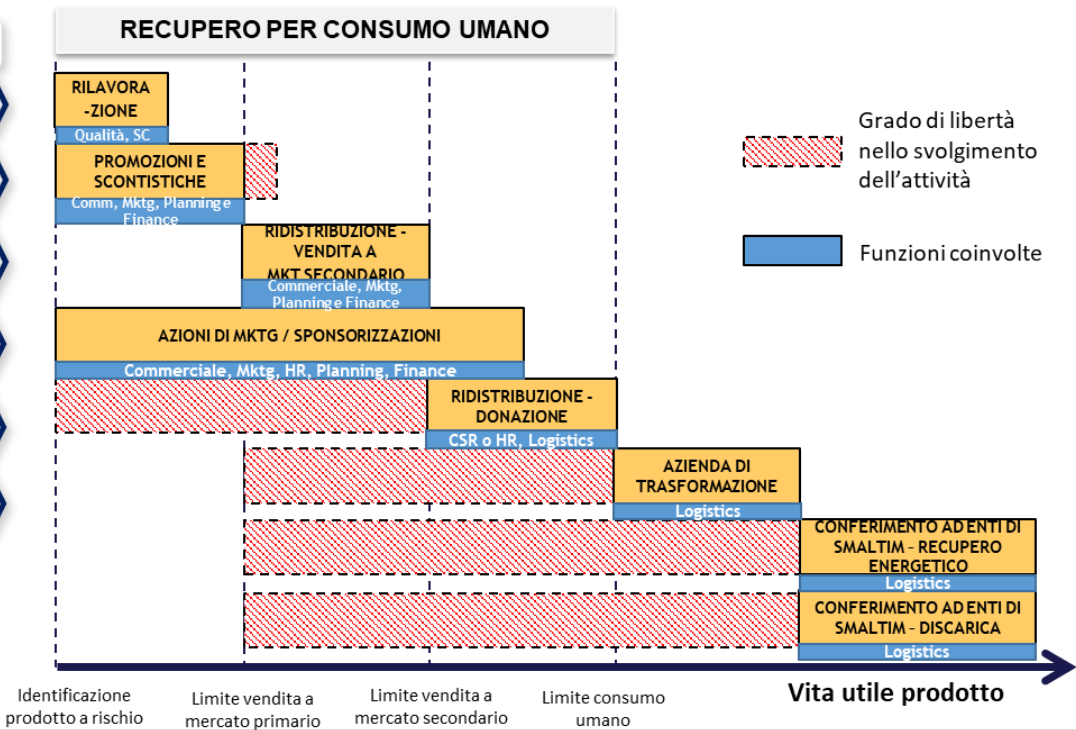 RECUPERO PER CONSUMO UMANO
RILAVORA
-ZIONE
Qualità, SC
PROMOZIONI E
SCONTISTICHE
Comm, Mktg, Planning e
Finance
RIDISTRIBUZIONE -
VENDITA A
MKT SECONDARIO
Commerciale, Mktg,
Planning e Finance
AZIONI DI MKTG / SPONSORIZZAZIONI
Commerciale, Mktg, HR, Planning, Finance
RIDISTRIBUZIONE -
DONAZIONE
CSR o HR, Logistics
AZIENDA DI
TRASFORMAZIONE
Logistics
CONFERIMENTO AD ENTI DI
SMALTIM – RECUPERO
ENERGETICO
Logistics
CONFERIMENTO AD ENTI DI
SMALTIM – DISCARICA
Logistics
Grado di libertà
nello svolgimento
dell’attività
Funzioni coinvolte
Identificazione
prodotto a rischio
Limite vendita a
mercato primario
Limite vendita a
mercato secondario
Limite consumo
umano
Vita utile prodotto